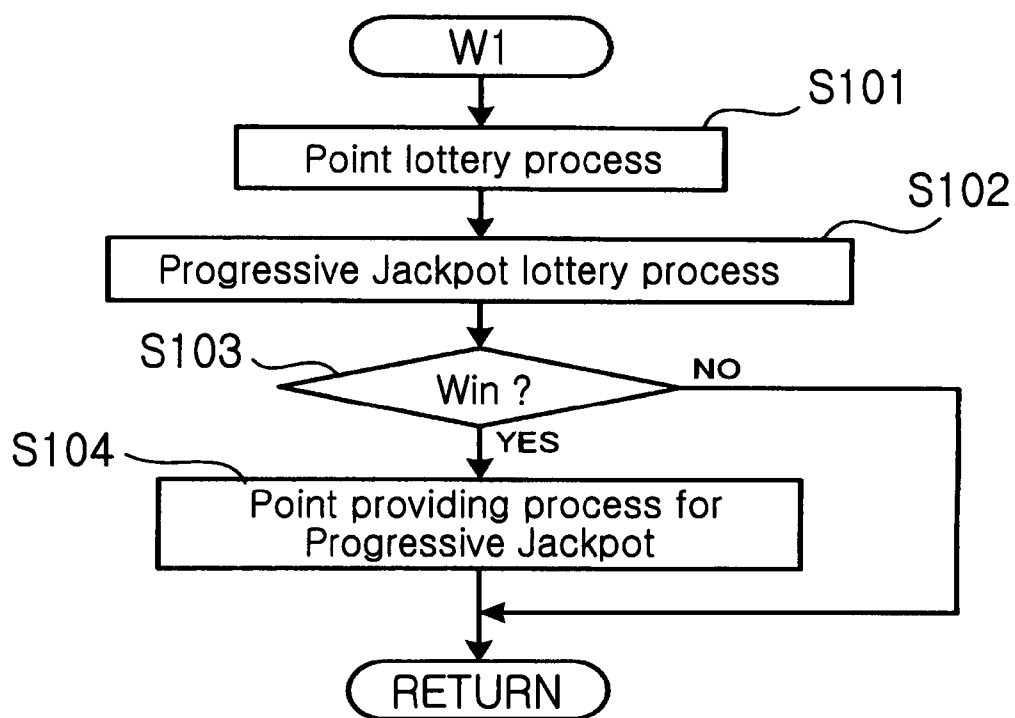 W1
S101
Point lottery process
S102
Progressive Jackpot lottery process
S103
Win ?
NO
YES
S104
Point providing process for
Progressive Jackpot
RETURN